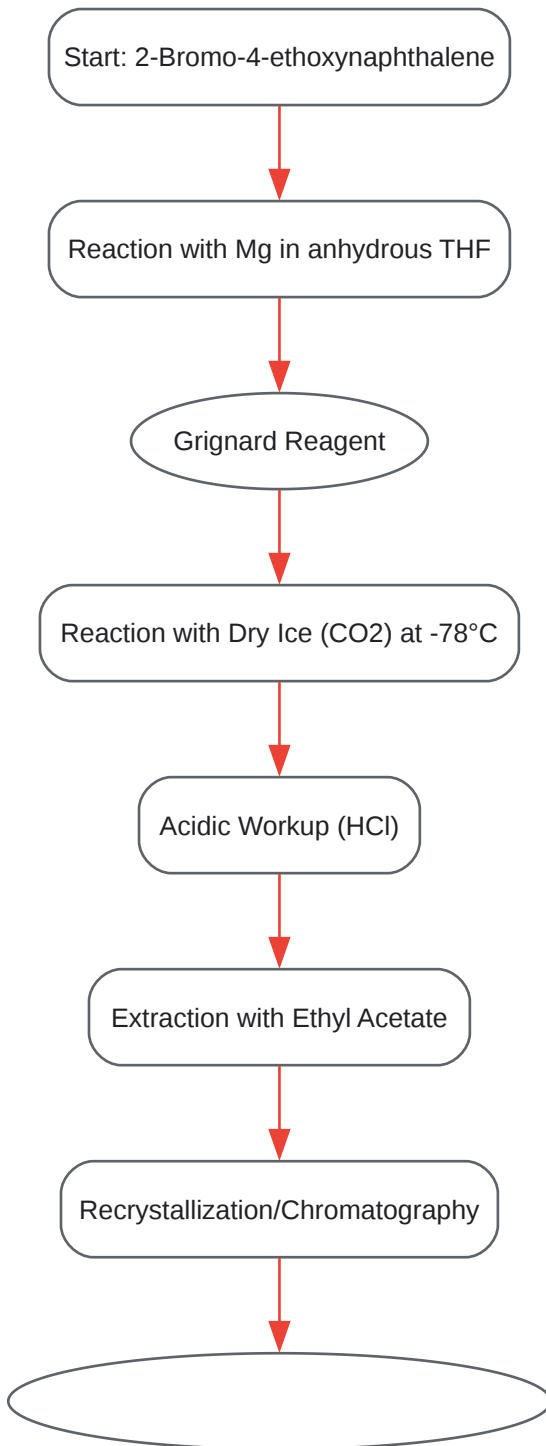 Start: 2-Bromo-4-ethoxynaphthalene
Reaction with Mg in anhydrous THF
Grignard Reagent
Reaction with Dry Ice (CO2) at -78°C
Acidic Workup (HCl)
Extraction with Ethyl Acetate
Recrystallization/Chromatography